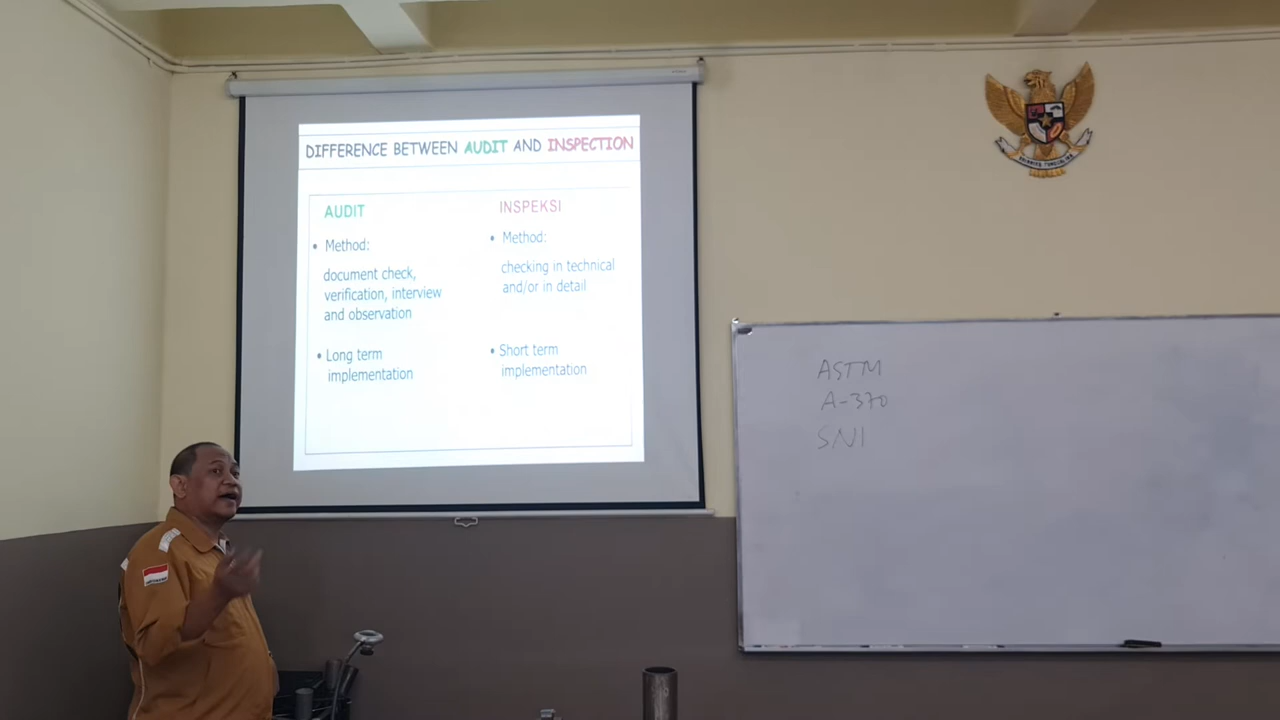 DIFFERENCE BETWEEN AUDIT AND INSPECTION
AUDIT
• Method:
document check,
verification, interview
and observation
• Long term
implementation
INSPEKSI
• Method:
checking in technical
and/or in detail
• Short term
implementation
ASTM
A-370
SNI